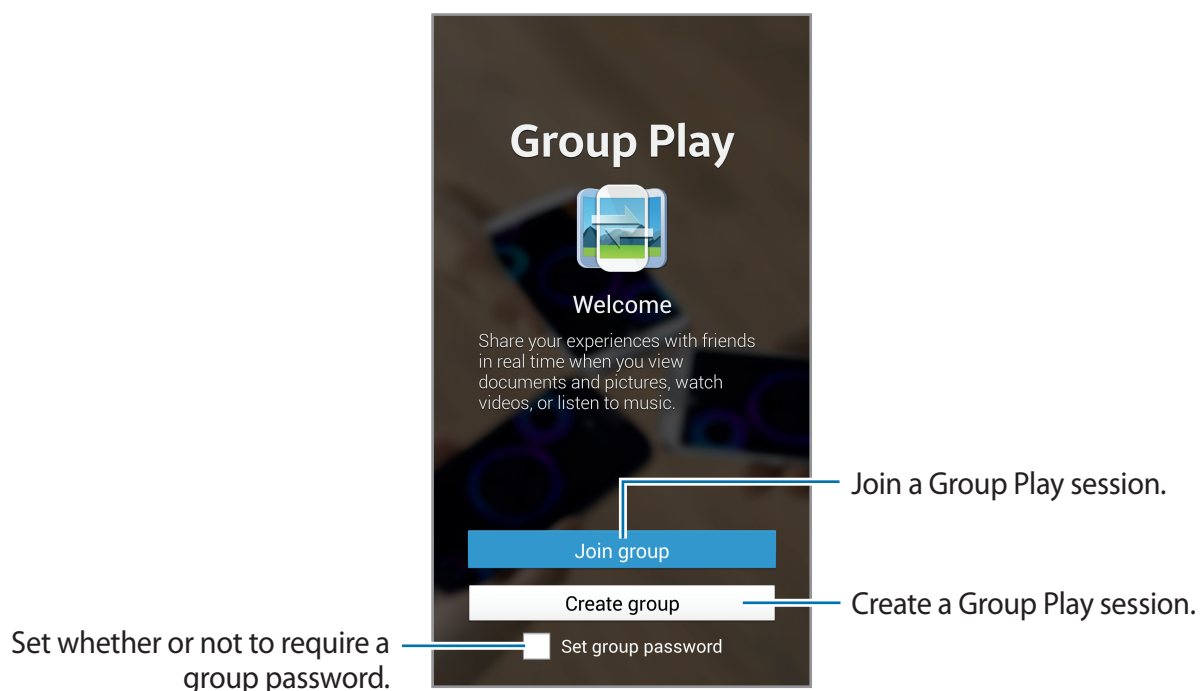 Group Play
Welcome
Share your experiences with friends
in real time when you view
documents and pictures, watch
videos, or listen to music.
Join a Group Play session.
Join group
Create group
Create a Group Play session.
Set whether or not to require a
group password.
Set group password